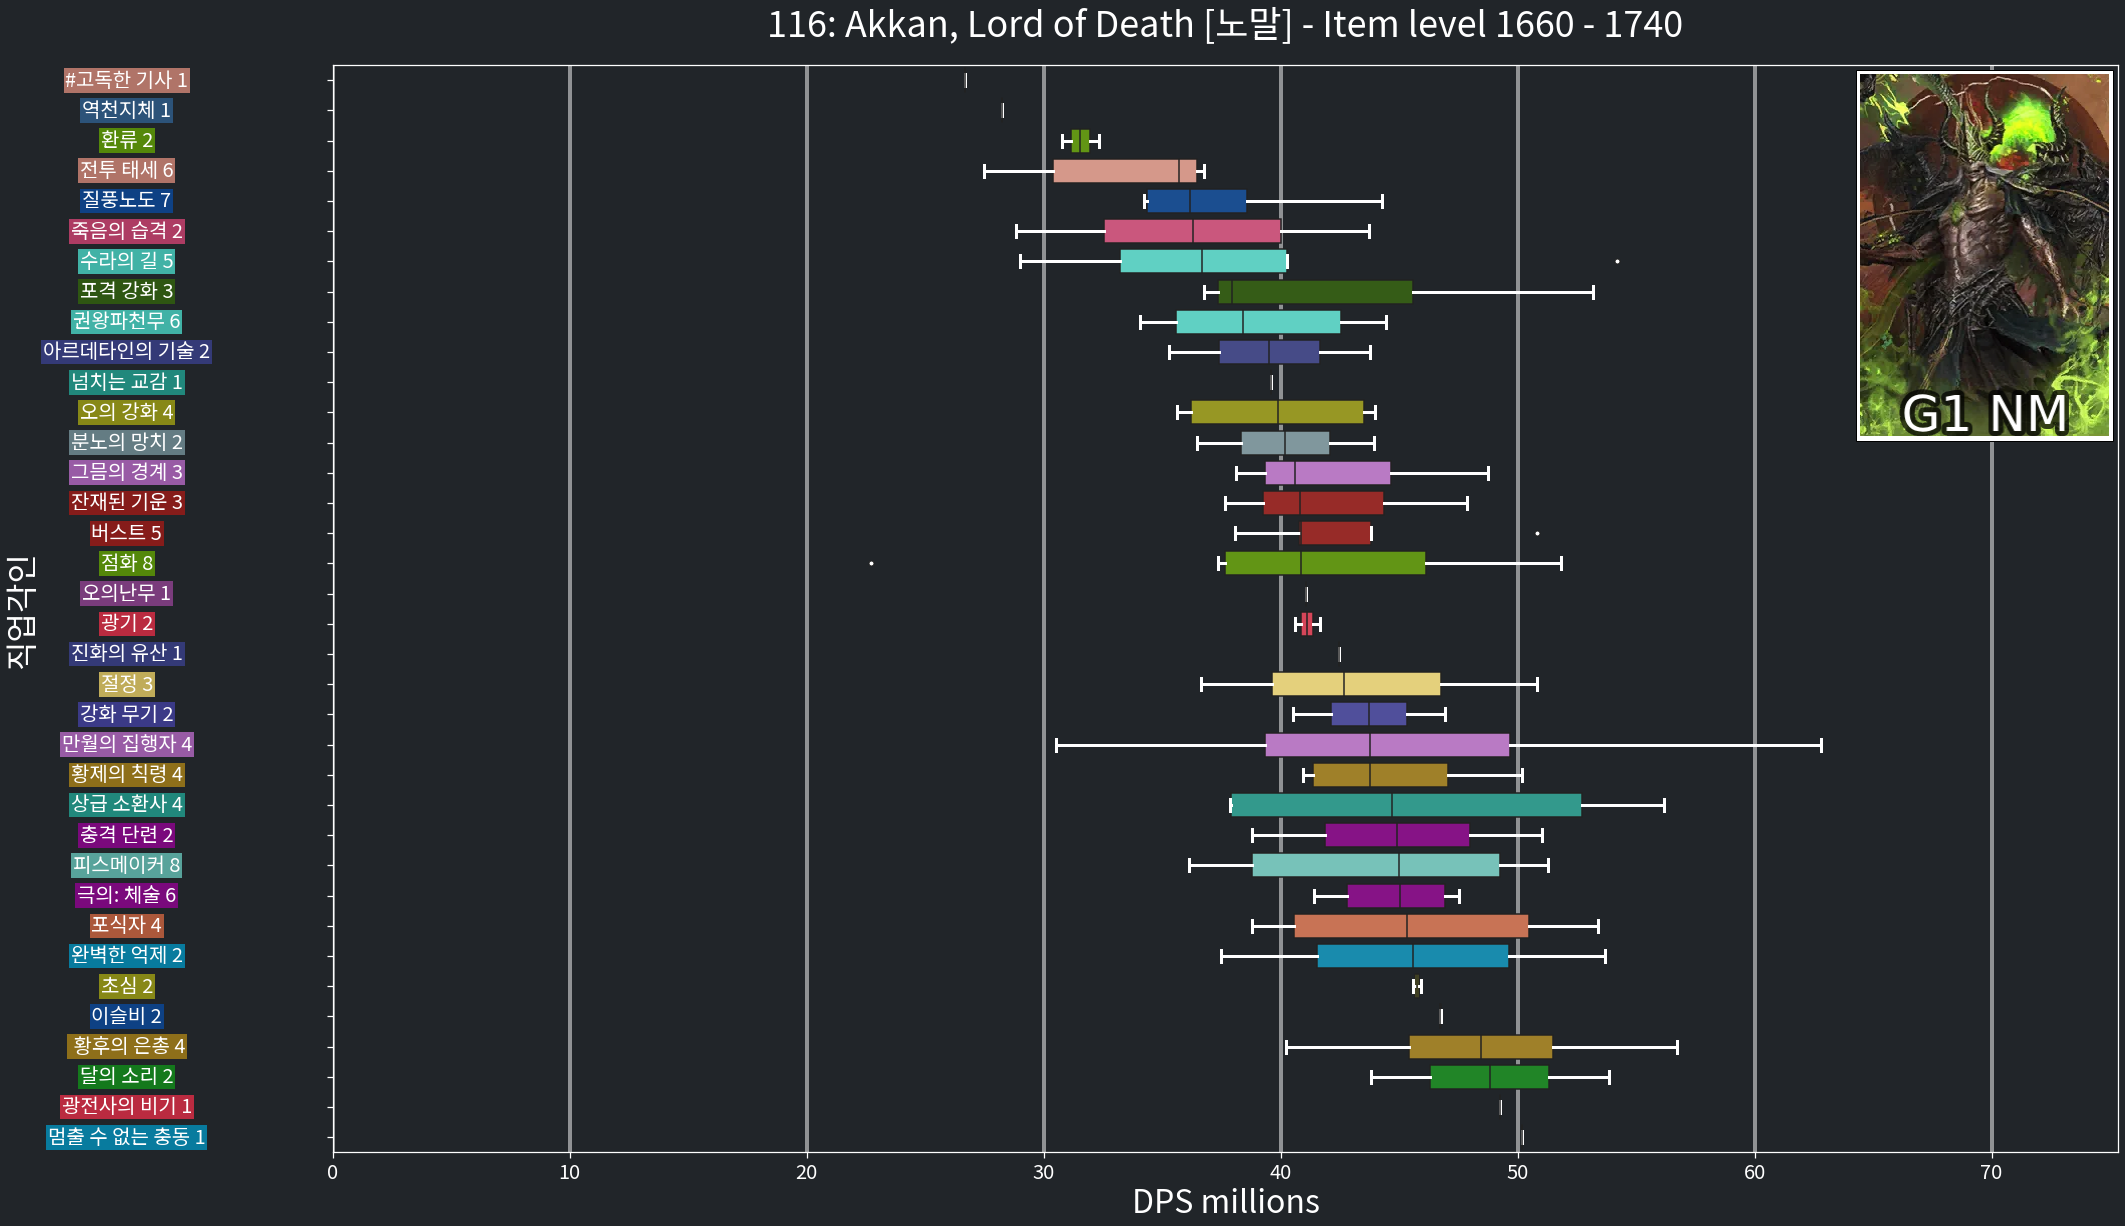 116: Akkan, Lord of Death [노말] - Item level 1660 - 1740
#고독한 기사 1
역천지체 1
환류 2
전투 태세 6
질풍노도 7
죽음의 습격 2
수라의 길 5
포격 강화 3
권왕파천무 6
아르데타인의 기술 2
넘치는 교감 1
오의 강화 4
분노의 망치 2
그믐의 경계 3
잔재된 기운 3
버스트 5
점화 8
오의난무 1
광기 2
진화의 유산 1
절정 3
강화 무기 2
만월의 집행자 4
황제의 칙령 4
상급 소환사 4
충격 단련 2
피스메이커 8
극의: 체술 6
포식자 4
완벽한 억제 2
초심 2
이슬비 2
황후의 은총 4
달의 소리 2
광전사의 비기 1
멈출 수 없는 충동 1
직업각인
G1 NM
0 10 20 30 40 50 60 70
DPS millions